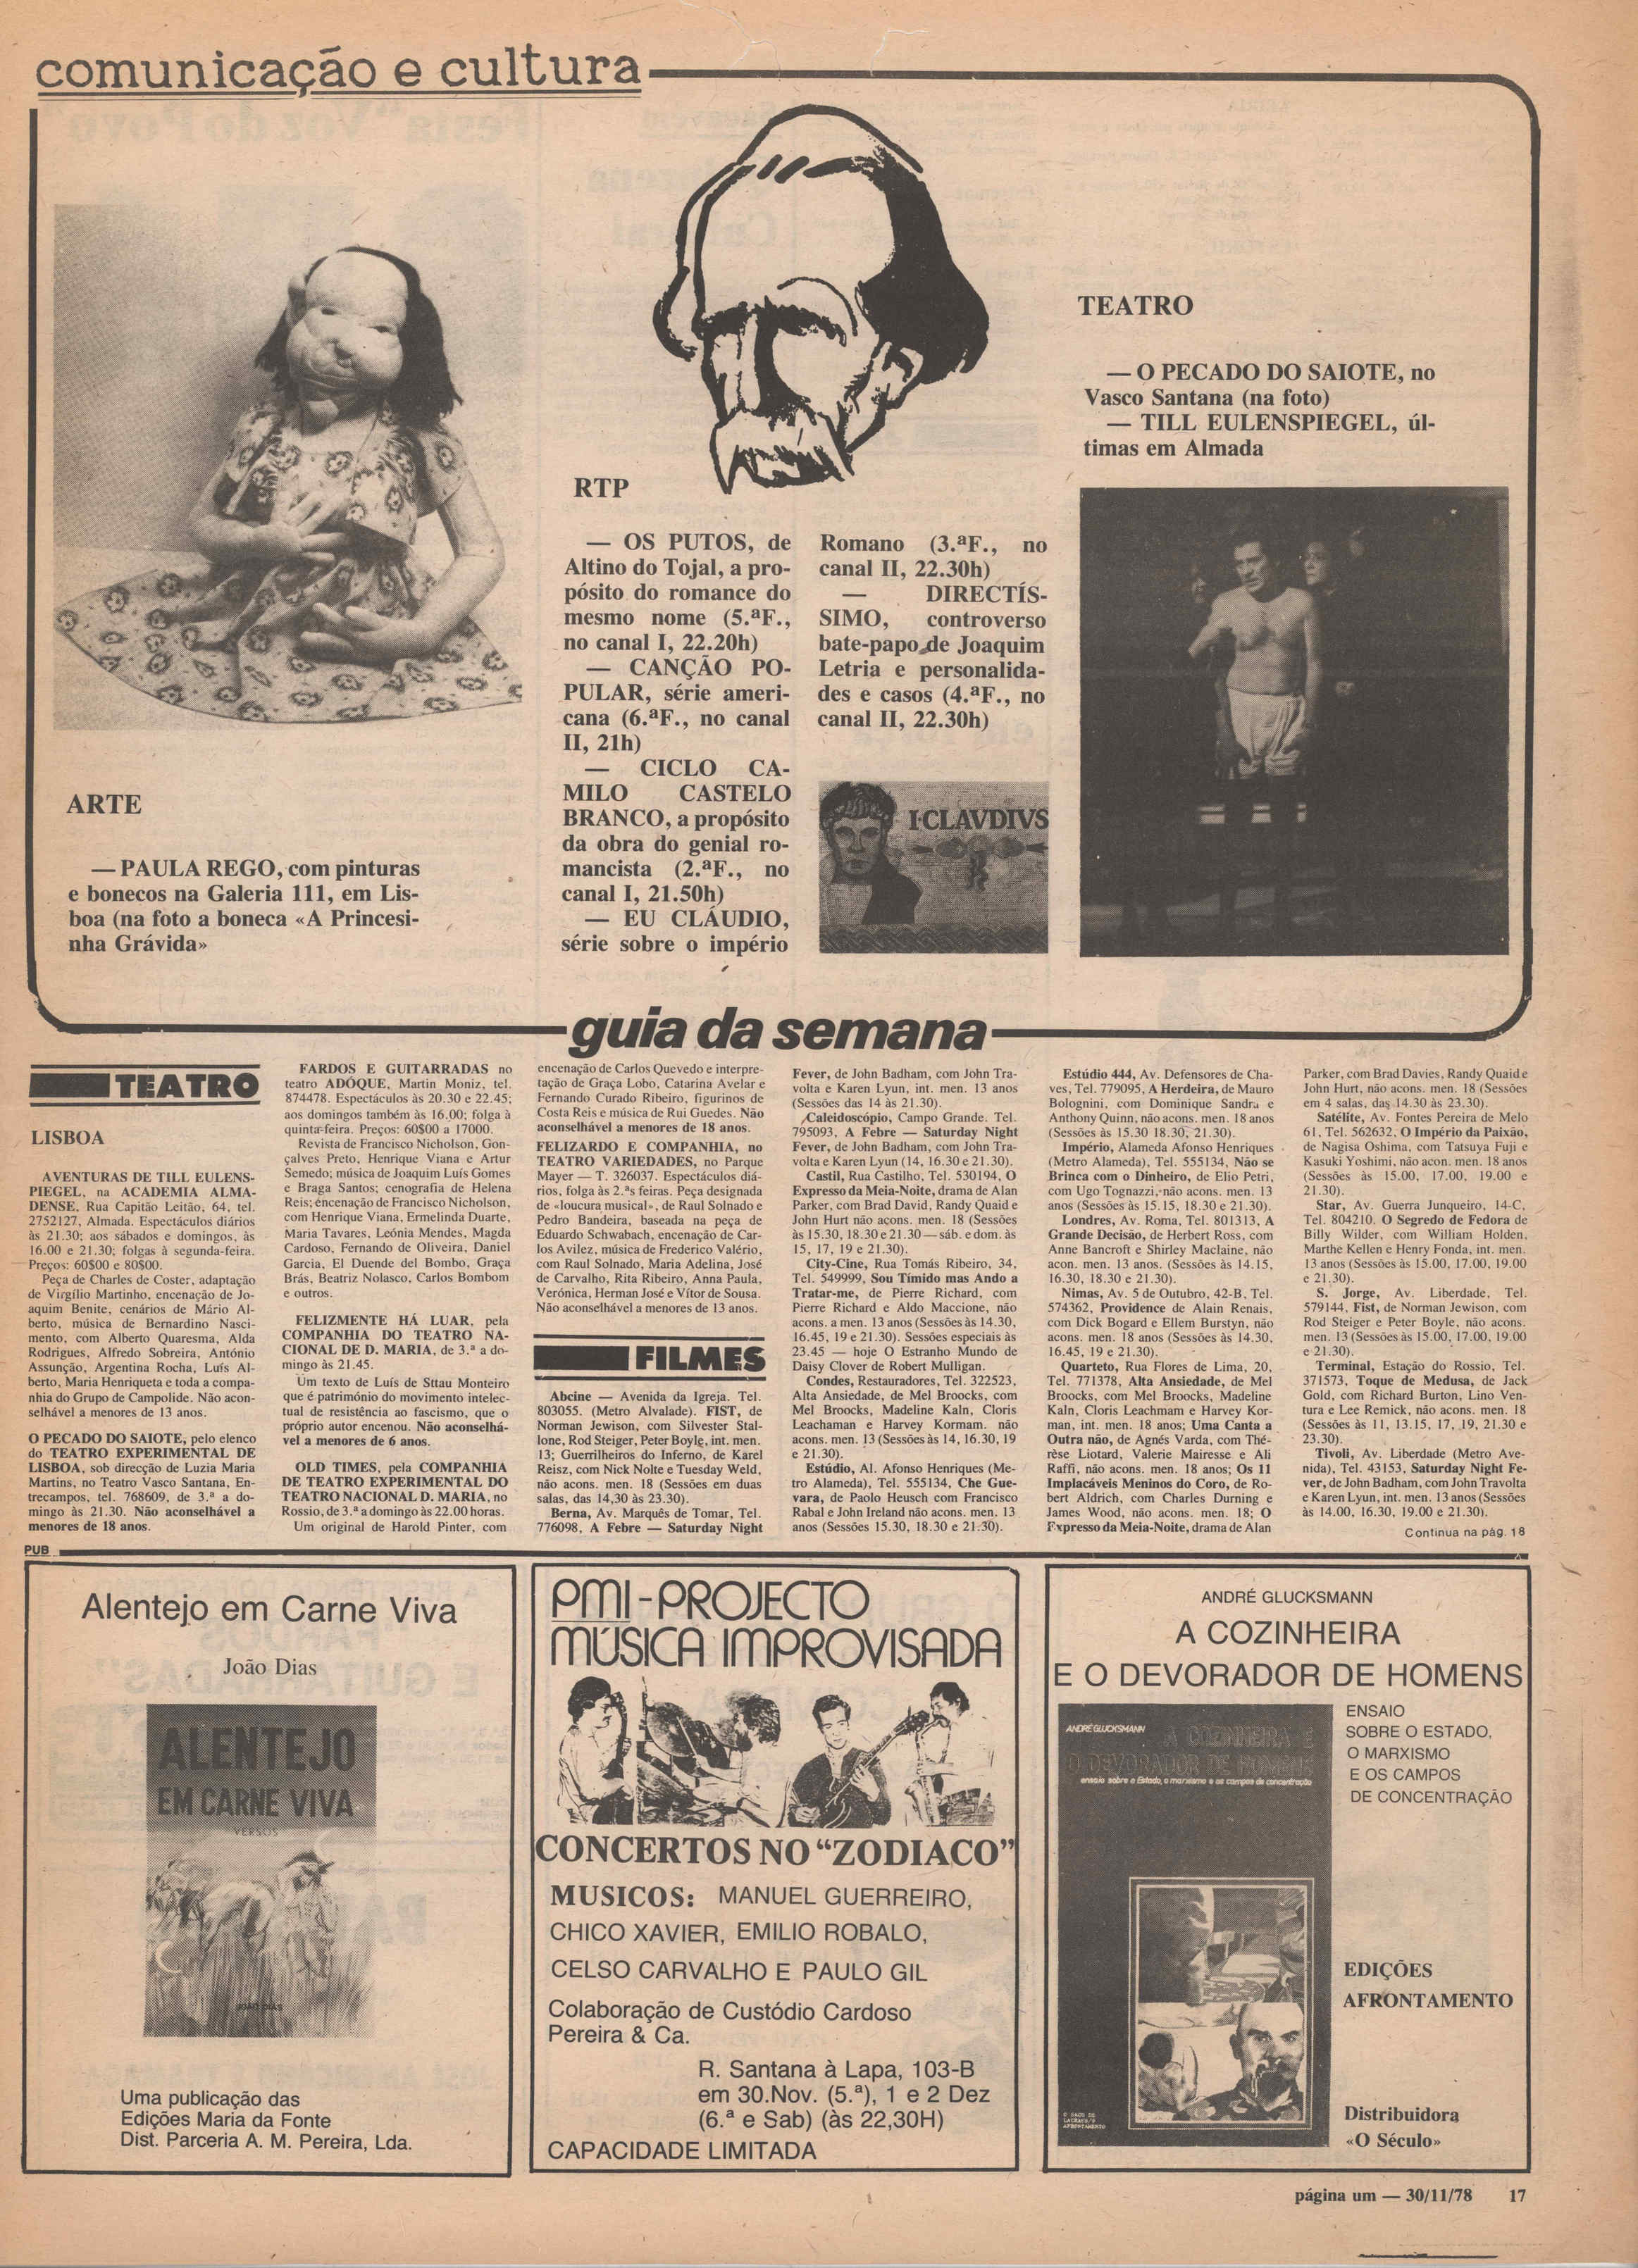 comunicação e cultura
ARTE
— PAULA REGO, com pinturas
e bonecos na Galeria 111, em Lis-
boa (na foto a boneca «A Princesi-
nha Grávida»
RTP
— OS PUTOS, de
Altino do Tojal, a pro-
pósito do romance do
mesmo nome (5.ªF.,
no canal I, 22.20h)
— CANÇÃO PO-
PULAR, série ameri-
cana (6.ªF., no canal
II, 21h)
— CICLO CA-
MILO CASTELO
BRANCO, a propósito
da obra do genial ro-
mancista (2.ªF., no
canal I, 21.50h)
— EU CLÁUDIO,
série sobre o império
Romano (3.ªF., no
canal II, 22.30h)
— DIRECTÍS-
SIMO, controverso
bate-papo de Joaquim
Letria e personalida-
des e casos (4.ªF., no
canal II, 22.30h)
I·CLAVDIVS
TEATRO
— O PECADO DO SAIOTE, no
Vasco Santana (na foto)
— TILL EULENSPIEGEL, úl-
timas em Almada
guia da semana
TEATRO
LISBOA
AVENTURAS DE TILL EULENS-
PIEGEL, na ACADEMIA ALMA-
DENSE, Rua Capitão Leitão, 64, tel.
2752127, Almada. Espectáculos diários
às 21.30; aos sábados e domingos, às
16.00 e 21.30; folgas à segunda-feira.
Preços: 60$00 e 80$00.
Peça de Charles de Coster, adaptação
de Virgílio Martinho, encenação de Jo-
aquim Benite, cenários de Mário Al-
berto, música de Bernardino Nasci-
mento, com Alberto Quaresma, Alda
Rodrigues, Alfredo Sobreira, António
Assunção, Argentina Rocha, Luís Al-
berto, Maria Henriqueta e toda a compa-
nhia do Grupo de Campolide. Não acon-
selhável a menores de 13 anos.
O PECADO DO SAIOTE, pelo elenco
do TEATRO EXPERIMENTAL DE
LISBOA, sob direcção de Luzia Maria
Martins, no Teatro Vasco Santana, En-
trecampos, tel. 768609, de 3.ª a do-
mingo às 21.30. Não aconselhável a
menores de 18 anos.
FARDOS E GUITARRADAS no
teatro ADÓQUE, Martin Moniz, tel.
874478. Espectáculos às 20.30 e 22.45;
aos domingos também às 16.00; folga à
quinta-feira. Preços: 60$00 a 17000.
Revista de Francisco Nicholson, Gon-
çalves Preto, Henrique Viana e Artur
Semedo; música de Joaquim Luís Gomes
e Braga Santos; cenografia de Helena
Reis; encenação de Francisco Nicholson,
com Henrique Viana, Ermelinda Duarte,
Maria Tavares, Leónia Mendes, Magda
Cardoso, Fernando de Oliveira, Daniel
Garcia, El Duende del Bombo, Graça
Brás, Beatriz Nolasco, Carlos Bombom
e outros.
FELIZMENTE HÁ LUAR, pela
COMPANHIA DO TEATRO NA-
CIONAL DE D. MARIA, de 3.ª a do-
mingo às 21.45.
Um texto de Luís de Sttau Monteiro
que é património do movimento intelec-
tual de resistência ao fascismo, que o
próprio autor encenou. Não aconselhá-
vel a menores de 6 anos.
OLD TIMES, pela COMPANHIA
DE TEATRO EXPERIMENTAL DO
TEATRO NACIONAL D. MARIA, no
Rossio, de 3.ª a domingo às 22.00 horas.
Um original de Harold Pinter, com
encenação de Carlos Quevedo e interpre-
tação de Graça Lobo, Catarina Avelar e
Fernando Curado Ribeiro, figurinos de
Costa Reis e música de Rui Guedes. Não
aconselhável a menores de 18 anos.
FELIZARDO E COMPANHIA, no
TEATRO VARIEDADES, no Parque
Mayer — T. 326037. Espectáculos diá-
rios, folga às 2.ªs feiras. Peça designada
de «loucura musical», de Raul Solnado e
Pedro Bandeira, baseada na peça de
Eduardo Schwabach, encenação de Car-
los Avilez, música de Frederico Valério,
com Raul Solnado, Maria Adelina, José
de Carvalho, Rita Ribeiro, Anna Paula,
Verónica, Herman José e Vítor de Sousa.
Não aconselhável a menores de 13 anos.
FILMES
Abcine — Avenida da Igreja. Tel.
803055. (Metro Alvalade). FIST, de
Norman Jewison, com Silvester Stal-
lone, Rod Steiger, Peter Boyle, int. men.
13; Guerrilheiros do Inferno, de Karel
Reisz, com Nick Nolte e Tuesday Weld,
não acons. men. 18 (Sessões em duas
salas, das 14,30 às 23.30).
Berna, Av. Marquês de Tomar, Tel.
776098, A Febre — Saturday Night
Fever, de John Badham, com John Tra-
volta e Karen Lyun, int. men. 13 anos
(Sessões das 14 às 21.30).
Caleidoscópio, Campo Grande. Tel.
795093, A Febre — Saturday Night
Fever, de John Badham, com John Tra-
volta e Karen Lyun (14, 16.30 e 21.30).
Castil, Rua Castilho, Tel. 530194, O
Expresso da Meia-Noite, drama de Alan
Parker, com Brad David, Randy Quaid e
John Hurt não acons. men. 18 (Sessões
às 15.30, 18.30 e 21.30 — sáb. e dom. às
15, 17, 19 e 21.30).
City-Cine, Rua Tomás Ribeiro, 34,
Tel. 549999, Sou Tímido mas Ando a
Tratar-me, de Pierre Richard, com
Pierre Richard e Aldo Maccione, não
acons. a men. 13 anos (Sessões às 14.30,
16.45, 19 e 21.30). Sessões especiais às
23.45 — hoje O Estranho Mundo de
Daisy Clover de Robert Mulligan.
Condes, Restauradores, Tel. 322523,
Alta Ansiedade, de Mel Broocks, com
Mel Broocks, Madeline Kaln, Cloris
Leachaman e Harvey Kormam. não
acons. men. 13 (Sessões às 14, 16.30, 19
e 21.30).
Estúdio, Al. Afonso Henriques (Me-
tro Alameda), Tel. 555134, Che Gue-
vara, de Paolo Heusch com Francisco
Rabal e John Ireland não acons. men. 13
anos (Sessões 15.30, 18.30 e 21.30).
Estúdio 444, Av. Defensores de Cha-
ves, Tel. 779095, A Herdeira, de Mauro
Bolognini, com Dominique Sandra e
Anthony Quinn, não acons. men. 18 anos
(Sessões às 15.30 18.30, 21.30).
Império, Alameda Afonso Henriques
(Metro Alameda), Tel. 555134, Não se
Brinca com o Dinheiro, de Elio Petri,
com Ugo Tognazzi, não acons. men. 13
anos (Sessões às 15.15, 18.30 e 21.30).
Londres, Av. Roma, Tel. 801313, A
Grande Decisão, de Herbert Ross, com
Anne Bancroft e Shirley Maclaine, não
acon. men. 13 anos. (Sessões às 14.15,
16.30, 18.30 e 21.30).
Nimas, Av. 5 de Outubro, 42-B, Tel.
574362, Providence de Alain Renais,
com Dick Bogard e Ellem Burstyn, não
acons. men. 18 anos (Sessões às 14.30,
16.45, 19 e 21.30).
Quarteto, Rua Flores de Lima, 20,
Tel. 771378, Alta Ansiedade, de Mel
Broocks, com Mel Broocks, Madeline
Kaln, Cloris Leachmam e Harvey Kor-
man, int. men. 18 anos; Uma Canta a
Outra não, de Agnés Varda, com Thé-
rèse Liotard, Valerie Mairesse e Ali
Raffi, não acons. men. 18 anos; Os 11
Implacáveis Meninos do Coro, de Ro-
bert Aldrich, com Charles Durning e
James Wood, não acons. men. 18; O
Expresso da Meia-Noite, drama de Alan
Parker, com Brad Davies, Randy Quaid e
John Hurt, não acons. men. 18 (Sessões
em 4 salas, das 14.30 às 23.30).
Satélite, Av. Fontes Pereira de Melo
61, Tel. 562632, O Império da Paixão,
de Nagisa Oshima, com Tatsuya Fuji e
Kasuki Yoshimi, não acon. men. 18 anos
(Sessões às 15.00, 17.00, 19.00 e
21.30).
Star, Av. Guerra Junqueiro, 14-C,
Tel. 804210. O Segredo de Fedora de
Billy Wilder, com William Holden,
Marthe Kellen e Henry Fonda, int. men.
13 anos (Sessões às 15.00, 17.00, 19.00
e 21.30).
S. Jorge, Av. Liberdade, Tel.
579144, Fist, de Norman Jewison, com
Rod Steiger e Peter Boyle, não acons.
men. 13 (Sessões às 15.00, 17.00, 19.00
e 21.30).
Terminal, Estação do Rossio, Tel.
371573, Toque de Medusa, de Jack
Gold, com Richard Burton, Lino Ven-
tura e Lee Remick, não acons. men. 18
(Sessões às 11, 13.15, 17, 19, 21.30 e
23.30).
Tivoli, Av. Liberdade (Metro Ave-
nida), Tel. 43153, Saturday Night Fe-
ver, de John Badham, com John Travolta
e Karen Lyun, int. men. 13 anos (Sessões
às 14.00, 16.30, 19.00 e 21.30).
Continua na pág. 18
PUB
Alentejo em Carne Viva
João Dias
ALENTEJO
EM CARNE VIVA
VERSOS
JOÃO DIAS
Uma publicação das
Edições Maria da Fonte
Dist. Parceria A. M. Pereira, Lda.
PMI-PROJECTO
MÚSICA IMPROVISADA
CONCERTOS NO “ZODIACO”
MUSICOS: MANUEL GUERREIRO,
CHICO XAVIER, EMILIO ROBALO,
CELSO CARVALHO E PAULO GIL
Colaboração de Custódio Cardoso
Pereira & Ca.
R. Santana à Lapa, 103-B
em 30.Nov. (5.ª), 1 e 2 Dez
(6.ª e Sab) (às 22,30H)
CAPACIDADE LIMITADA
ANDRÉ GLUCKSMANN
A COZINHEIRA
E O DEVORADOR DE HOMENS
ANDRÉ GLUCKSMANN
A COZINHEIRA E
O DEVORADOR DE HOMENS
ensaio sobre o Estado, o marxismo e os campos de concentração
ENSAIO
SOBRE O ESTADO,
O MARXISMO
E OS CAMPOS
DE CONCENTRAÇÃO
EDIÇÕES
AFRONTAMENTO
Distribuidora
«O Século»
página um — 30/11/78 17